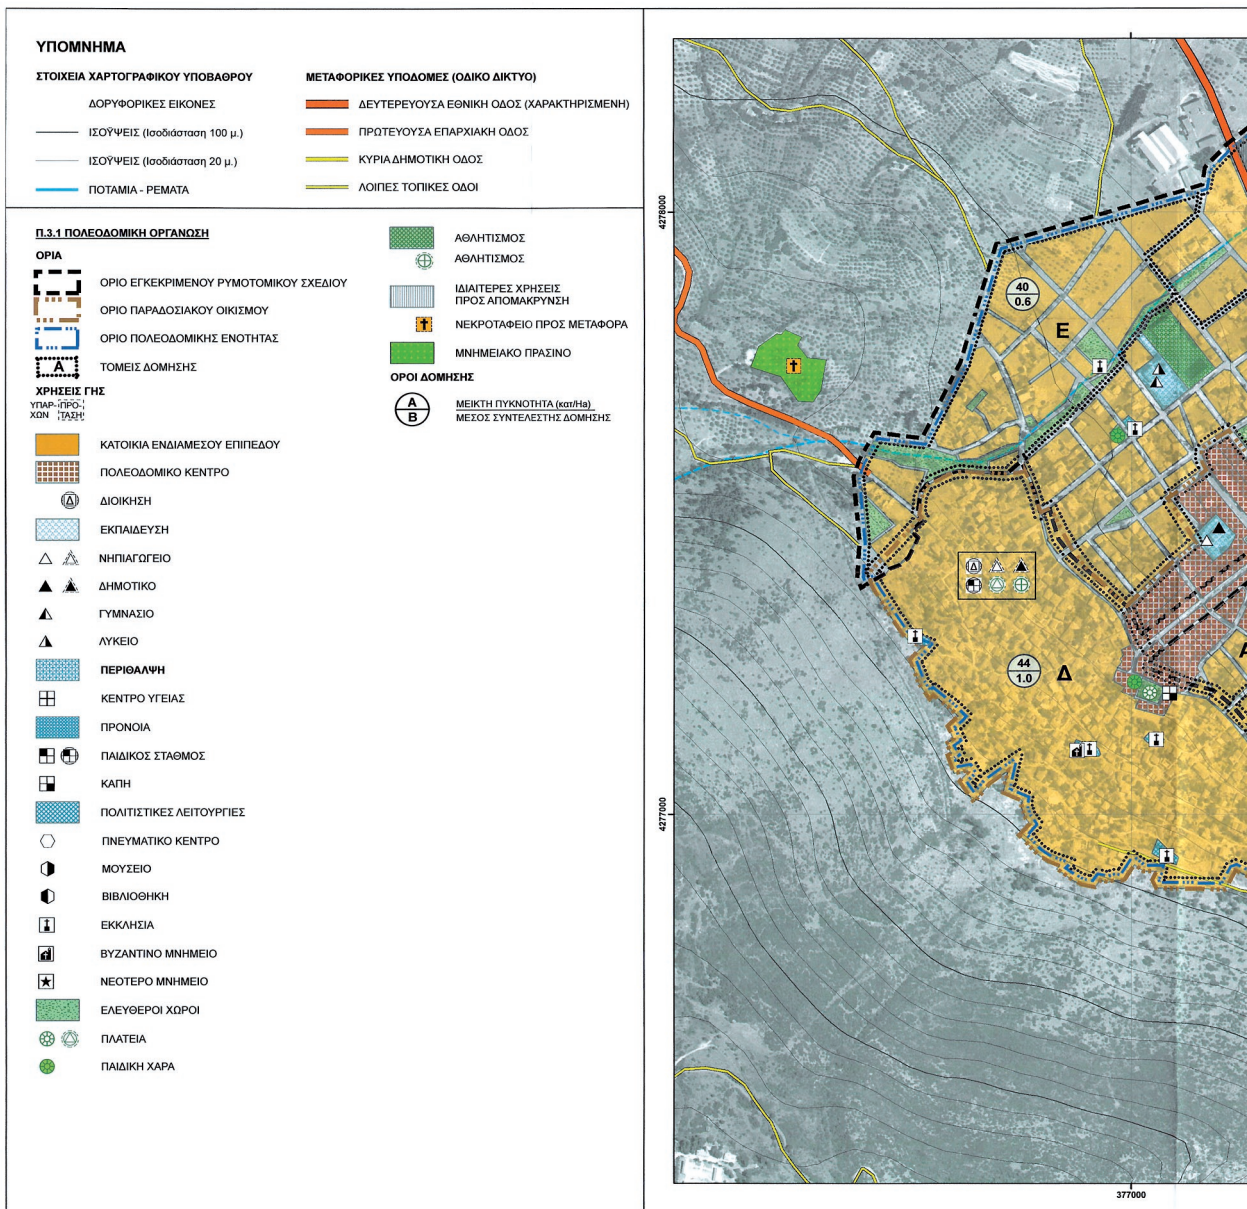 ΥΠΟΜΝΗΜΑ
ΣΤΟΙΧΕΙΑ ΧΑΡΤΟΓΡΑΦΙΚΟΥ ΥΠΟΒΑΘΡΟΥ
ΔΟΡΥΦΟΡΙΚΕΣ ΕΙΚΟΝΕΣ
ΙΣΟΫΨΕΙΣ (Ισοδιάσταση 100 μ.)
ΙΣΟΫΨΕΙΣ (Ισοδιάσταση 20 μ.)
ΠΟΤΑΜΙΑ - ΡΕΜΑΤΑ
ΜΕΤΑΦΟΡΙΚΕΣ ΥΠΟΔΟΜΕΣ (ΟΔΙΚΟ ΔΙΚΤΥΟ)
ΔΕΥΤΕΡΕΥΟΥΣΑ ΕΘΝΙΚΗ ΟΔΟΣ (ΧΑΡΑΚΤΗΡΙΣΜΕΝΗ)
ΠΡΩΤΕΥΟΥΣΑ ΕΠΑΡΧΙΑΚΗ ΟΔΟΣ
ΚΥΡΙΑ ΔΗΜΟΤΙΚΗ ΟΔΟΣ
ΛΟΙΠΕΣ ΤΟΠΙΚΕΣ ΟΔΟΙ
Π.3.1 ΠΟΛΕΟΔΟΜΙΚΗ ΟΡΓΑΝΩΣΗ
ΟΡΙΑ
ΟΡΙΟ ΕΓΚΕΚΡΙΜΕΝΟΥ ΡΥΜΟΤΟΜΙΚΟΥ ΣΧΕΔΙΟΥ
ΟΡΙΟ ΠΑΡΑΔΟΣΙΑΚΟΥ ΟΙΚΙΣΜΟΥ
ΟΡΙΟ ΠΟΛΕΟΔΟΜΙΚΗΣ ΕΝΟΤΗΤΑΣ
Α ΤΟΜΕΙΣ ΔΟΜΗΣΗΣ
ΧΡΗΣΕΙΣ ΓΗΣ
ΥΠΑΡ- ΠΡΟ-
ΧΩΝ ΤΑΣΗ
ΚΑΤΟΙΚΙΑ ΕΝΔΙΑΜΕΣΟΥ ΕΠΙΠΕΔΟΥ
ΠΟΛΕΟΔΟΜΙΚΟ ΚΕΝΤΡΟ
Δ ΔΙΟΙΚΗΣΗ
ΕΚΠΑΙΔΕΥΣΗ
ΝΗΠΙΑΓΩΓΕΙΟ
ΔΗΜΟΤΙΚΟ
ΓΥΜΝΑΣΙΟ
ΛΥΚΕΙΟ
ΠΕΡΙΘΑΛΨΗ
ΚΕΝΤΡΟ ΥΓΕΙΑΣ
ΠΡΟΝΟΙΑ
ΠΑΙΔΙΚΟΣ ΣΤΑΘΜΟΣ
ΚΑΠΗ
ΠΟΛΙΤΙΣΤΙΚΕΣ ΛΕΙΤΟΥΡΓΙΕΣ
ΠΝΕΥΜΑΤΙΚΟ ΚΕΝΤΡΟ
ΜΟΥΣΕΙΟ
ΒΙΒΛΙΟΘΗΚΗ
ΕΚΚΛΗΣΙΑ
ΒΥΖΑΝΤΙΝΟ ΜΝΗΜΕΙΟ
ΝΕΟΤΕΡΟ ΜΝΗΜΕΙΟ
ΕΛΕΥΘΕΡΟΙ ΧΩΡΟΙ
ΠΛΑΤΕΙΑ
ΠΑΙΔΙΚΗ ΧΑΡΑ
ΑΘΛΗΤΙΣΜΟΣ
ΑΘΛΗΤΙΣΜΟΣ
ΙΔΙΑΙΤΕΡΕΣ ΧΡΗΣΕΙΣ
ΠΡΟΣ ΑΠΟΜΑΚΡΥΝΣΗ
ΝΕΚΡΟΤΑΦΕΙΟ ΠΡΟΣ ΜΕΤΑΦΟΡΑ
ΜΝΗΜΕΙΑΚΟ ΠΡΑΣΙΝΟ
ΟΡΟΙ ΔΟΜΗΣΗΣ
Α ΜΕΙΚΤΗ ΠΥΚΝΟΤΗΤΑ (κατ/Ha)
Β ΜΕΣΟΣ ΣΥΝΤΕΛΕΣΤΗΣ ΔΟΜΗΣΗΣ
4278000
40
0.6
Ε
Δ
44
1.0
Δ
Α
4277000
377000